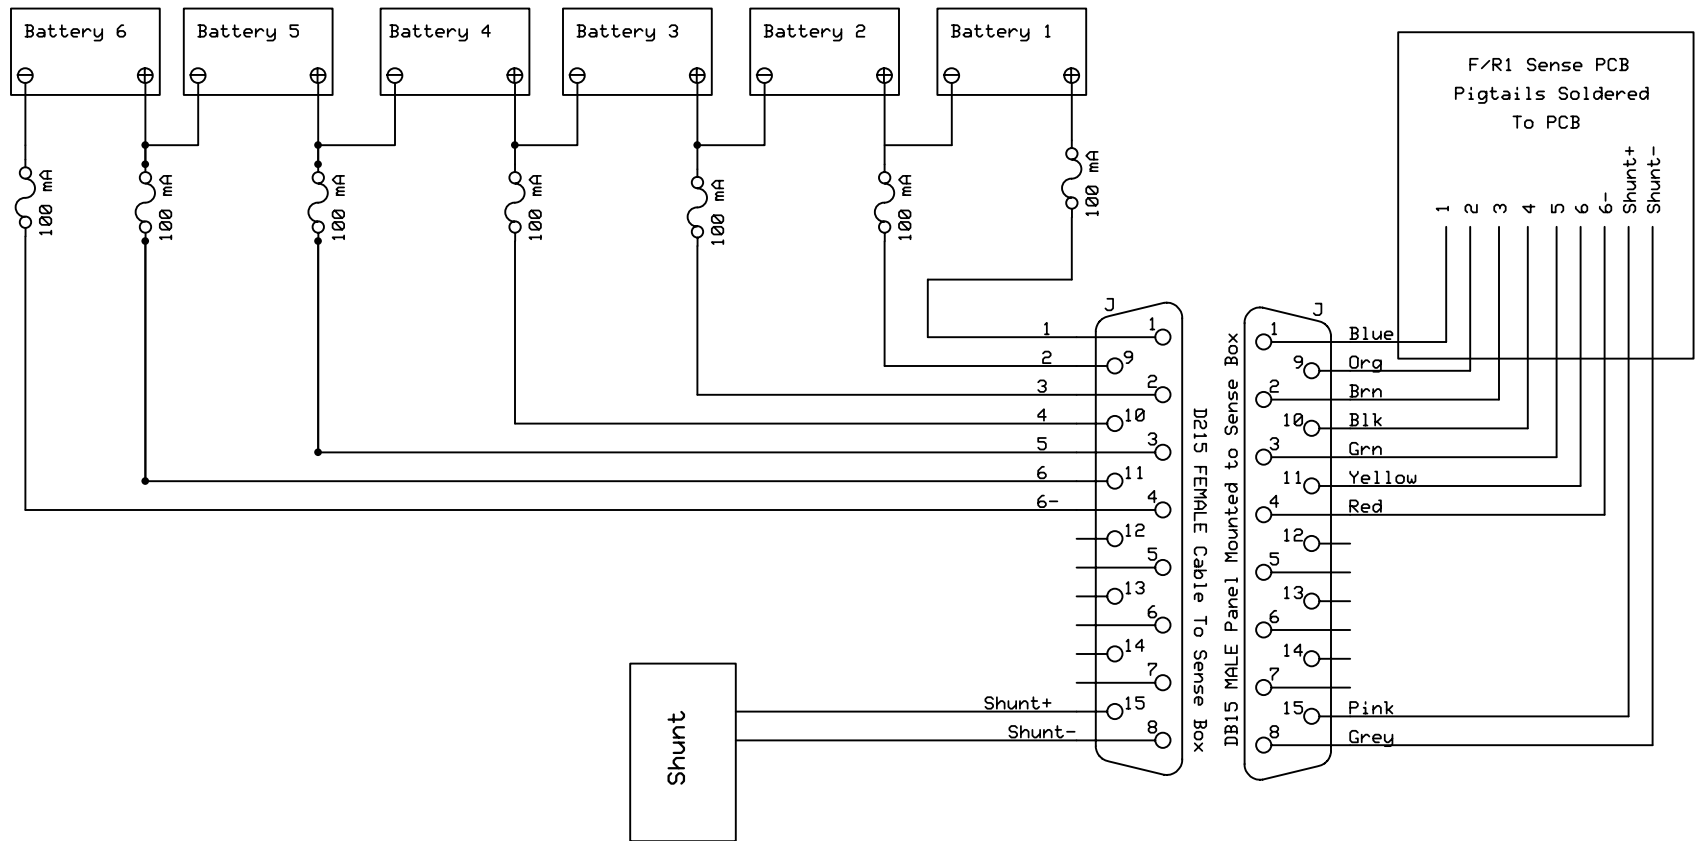 Battery 6
Battery 5
Battery 4
Battery 3
Battery 2
Battery 1
F/R1 Sense PCB
Pigtails Soldered
To PCB
100 mA
100 mA
100 mA
100 mA
100 mA
100 mA
100 mA
1
2
3
4
5
6
6-
Shunt+
Shunt-
J
1
2
3
4
5
6
6-
Shunt+
Shunt-
1
9
2
10
3
11
4
12
5
13
6
14
7
15
8
D215 FEMALE Cable To Sense Box
DB15 MALE Panel Mounted to Sense Box
J
1
9
2
10
3
11
4
12
5
13
6
14
7
15
8
Blue
Org
Brn
Blk
Grn
Yellow
Red
Pink
Grey
Shunt